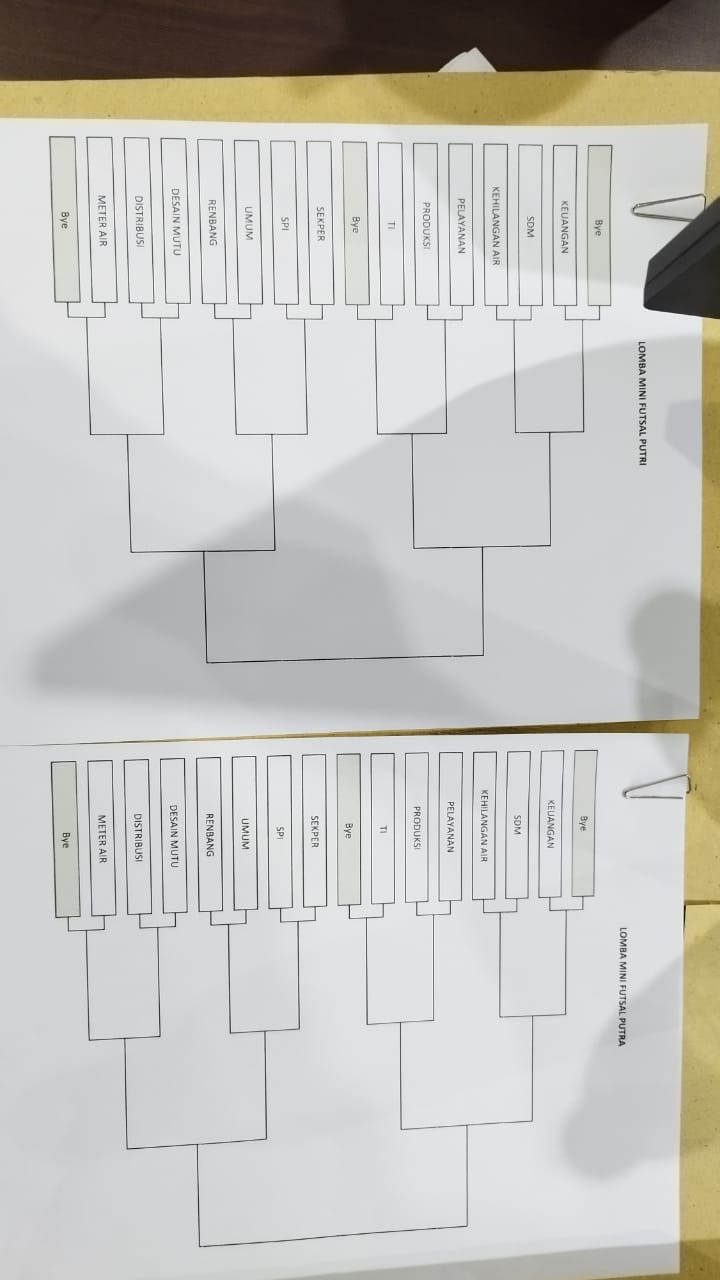 LOMBA MINI FUTSAL PUTRI
Bye
KEUANGAN
SDM
KEHILANGAN AIR
PELAYANAN
PRODUKSI
TI
Bye
SEKPER
SPI
UMUM
RENBANG
DESAIN MUTU
DISTRIBUSI
METER AIR
Bye
LOMBA MINI FUTSAL PUTRA
Bye
KEUANGAN
SDM
KEHILANGAN AIR
PELAYANAN
PRODUKSI
TI
Bye
SEKPER
SPI
UMUM
RENBANG
DESAIN MUTU
DISTRIBUSI
METER AIR
Bye